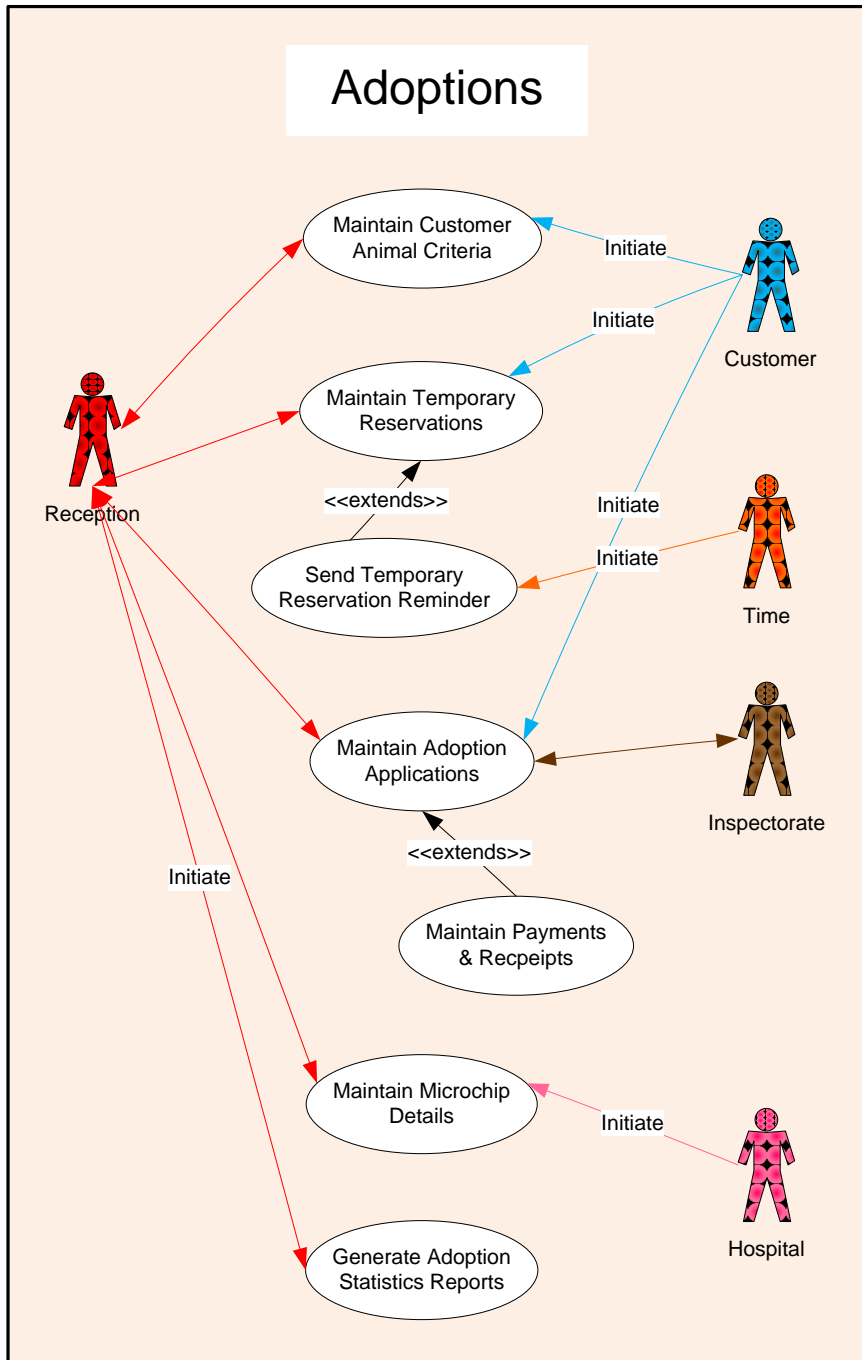 Adoptions
Maintain Customer
Animal Criteria
Initiate
Initiate
Customer
Maintain Temporary
Reservations
Reception
<<extends>>
Initiate
Send Temporary
Reservation Reminder
Initiate
Time
Maintain Adoption
Applications
Inspectorate
<<extends>>
Initiate
Maintain Payments
& Recpeipts
Maintain Microchip
Details
Initiate
Hospital
Generate Adoption
Statistics Reports